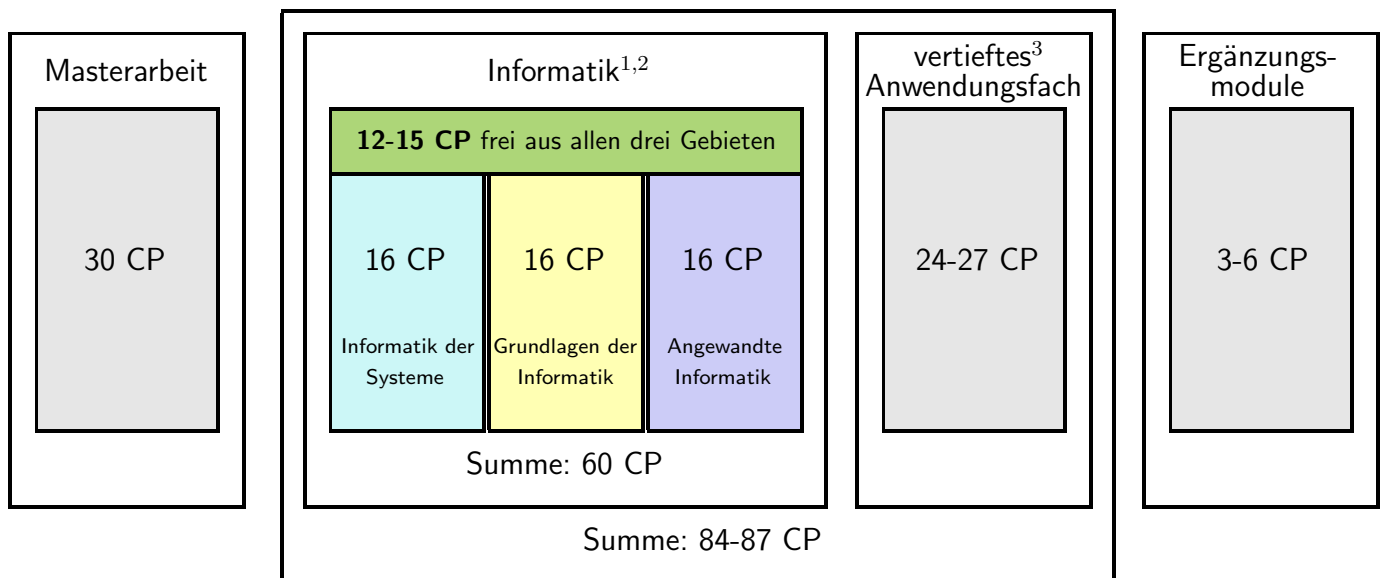 Masterarbeit
30 CP
Informatik1,2
12-15 CP frei aus allen drei Gebieten
16 CP
Informatik der
Systeme
16 CP
Grundlagen der
Informatik
16 CP
Angewandte
Informatik
Summe: 60 CP
vertieftes3
Anwendungsfach
24-27 CP
Summe: 84-87 CP
Ergänzungs-
module
3-6 CP